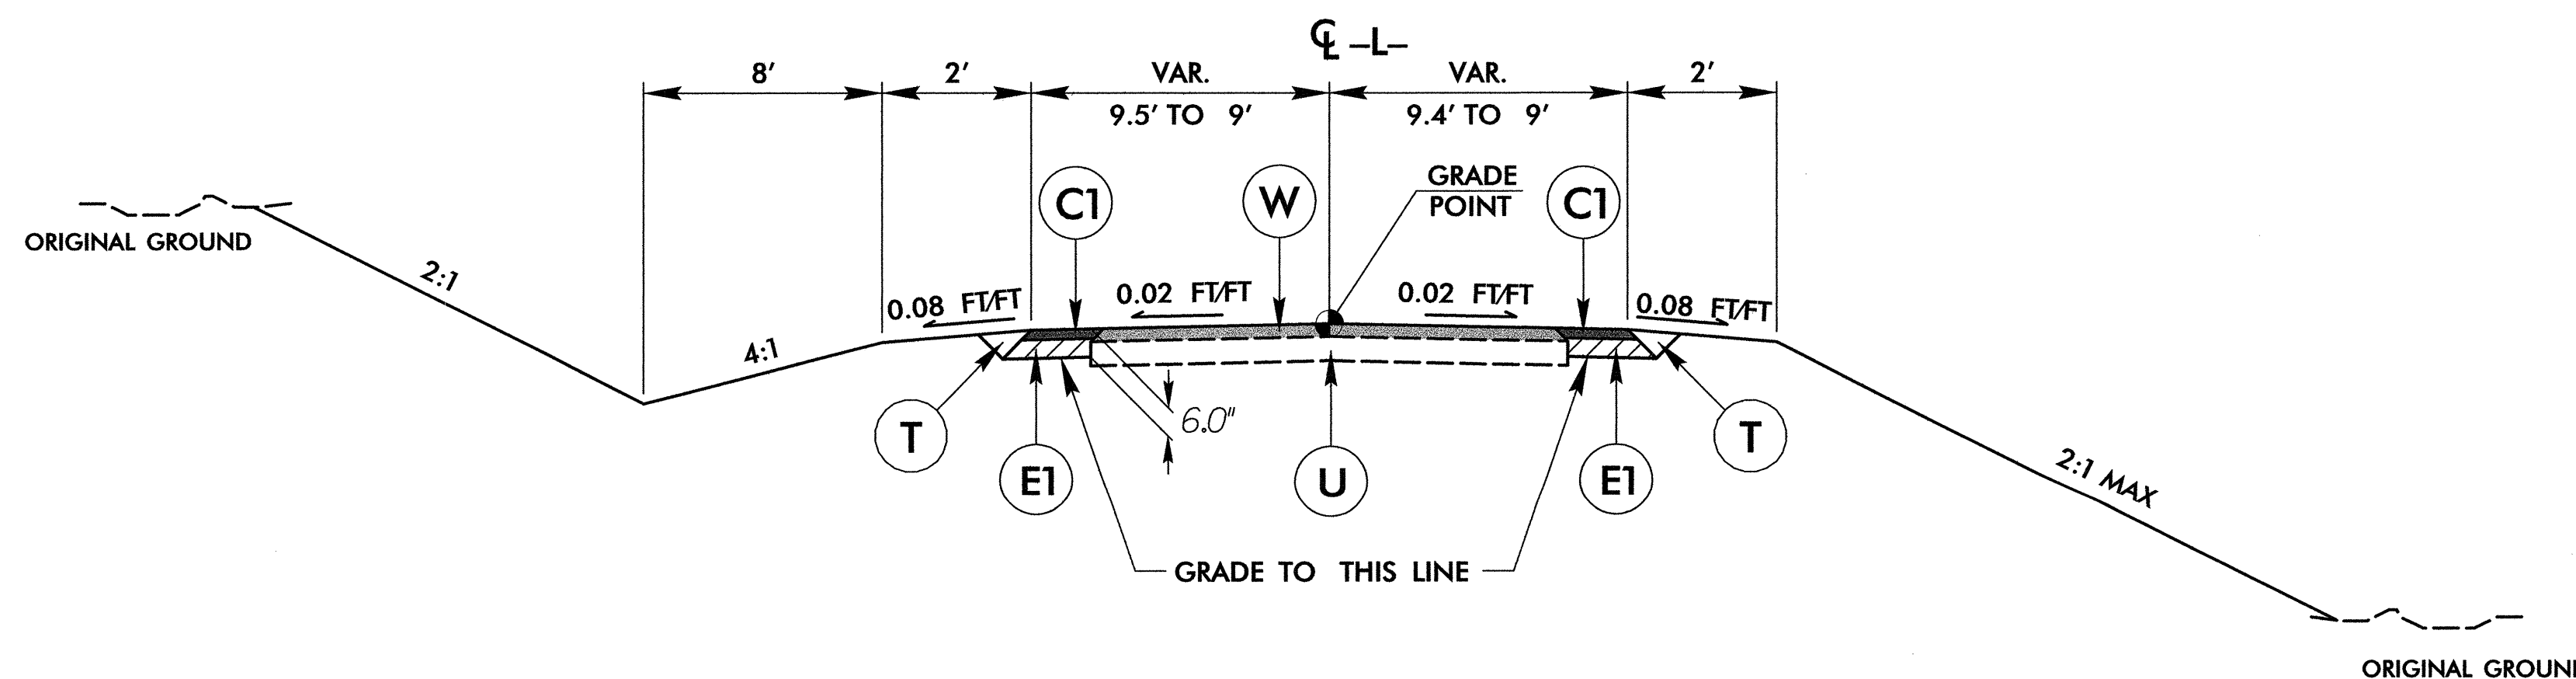 ℄ –L–
8'
2'
VAR.
VAR.
2'
9.5' TO 9'
9.4' TO 9'
GRADE
POINT
C1
W
C1
ORIGINAL GROUND
2:1
0.08 FT/FT
0.02 FT/FT
0.02 FT/FT
0.08 FT/FT
4:1
6.0"
T
T
E1
U
E1
2:1 MAX
GRADE TO THIS LINE
ORIGINAL GROUN